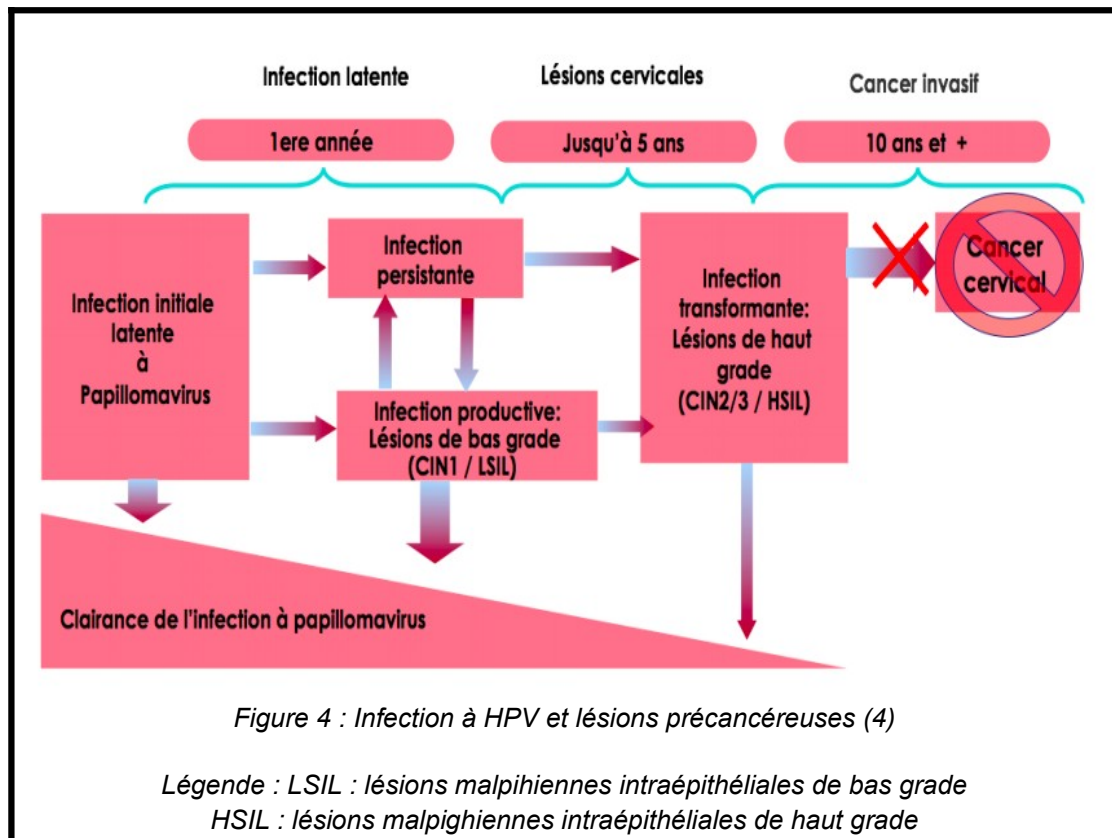 Infection latente
Lésions cervicales
Cancer invasif
1ere année
Jusqu'à 5 ans
10 ans et +
Infection initiale
latente
à
Papillomavirus
Infection
persistante
Infection productive:
Lésions de bas grade
(CIN1 / LSIL)
Infection
transformante:
Lésions de haut
grade
(CIN2/3 / HSIL)
Cancer
cervical
Clairance de l'infection à papillomavirus
Figure 4 : Infection à HPV et lésions précancéreuses (4)
Légende : LSIL : lésions malpihiennes intraépithéliales de bas grade
HSIL : lésions malpighiennes intraépithéliales de haut grade